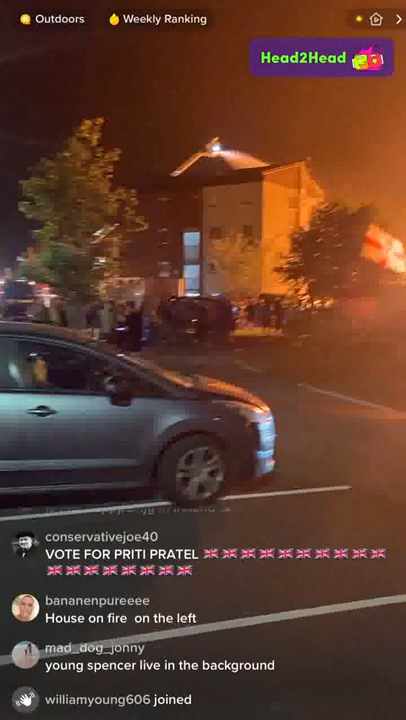 Outdoors
Weekly Ranking
Head2Head
conservativejoe40
VOTE FOR PRITI PRATEL 🇬🇧🇬🇧🇬🇧🇬🇧🇬🇧🇬🇧🇬🇧🇬🇧🇬🇧🇬🇧
🇬🇧🇬🇧🇬🇧🇬🇧🇬🇧🇬🇧🇬🇧🇬🇧
bananenpureeee
House on fire on the left
mad_dog_jonny
young spencer live in the background
williamyoung606 joined